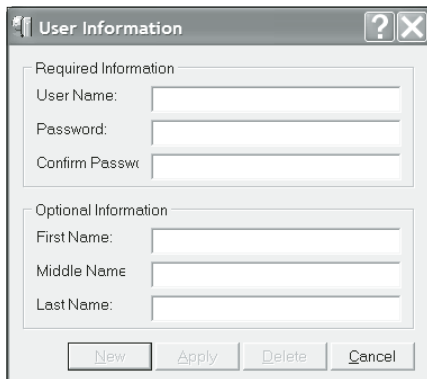 User Information
Required Information
User Name:
Password:
Confirm Passw
Optional Information
First Name:
Middle Name
Last Name:
New Apply Delete Cancel